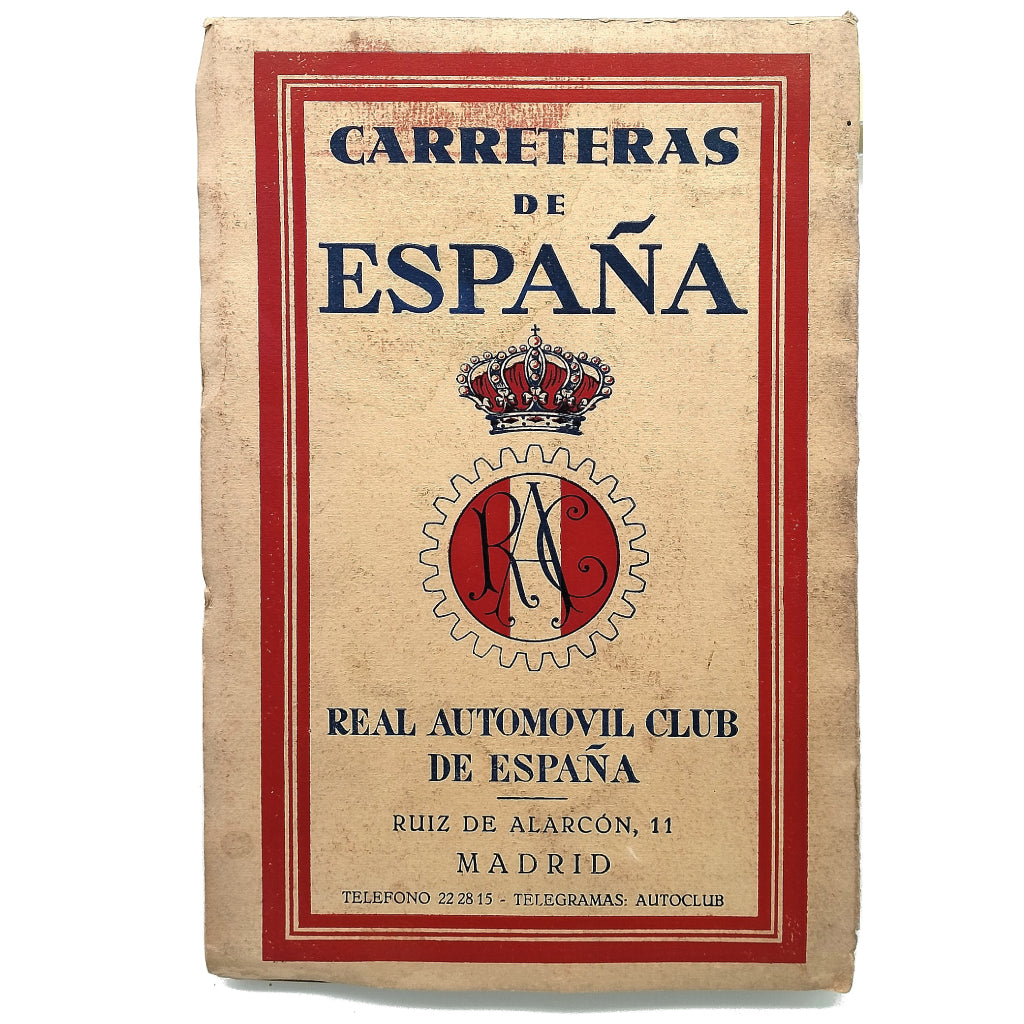 CARRETERAS
DE
ESPAÑA
RAC
REAL AUTOMOVIL CLUB
DE ESPAÑA
RUIZ DE ALARCÓN, 11
MADRID
TELEFONO 22 28 15 - TELEGRAMAS: AUTOCLUB